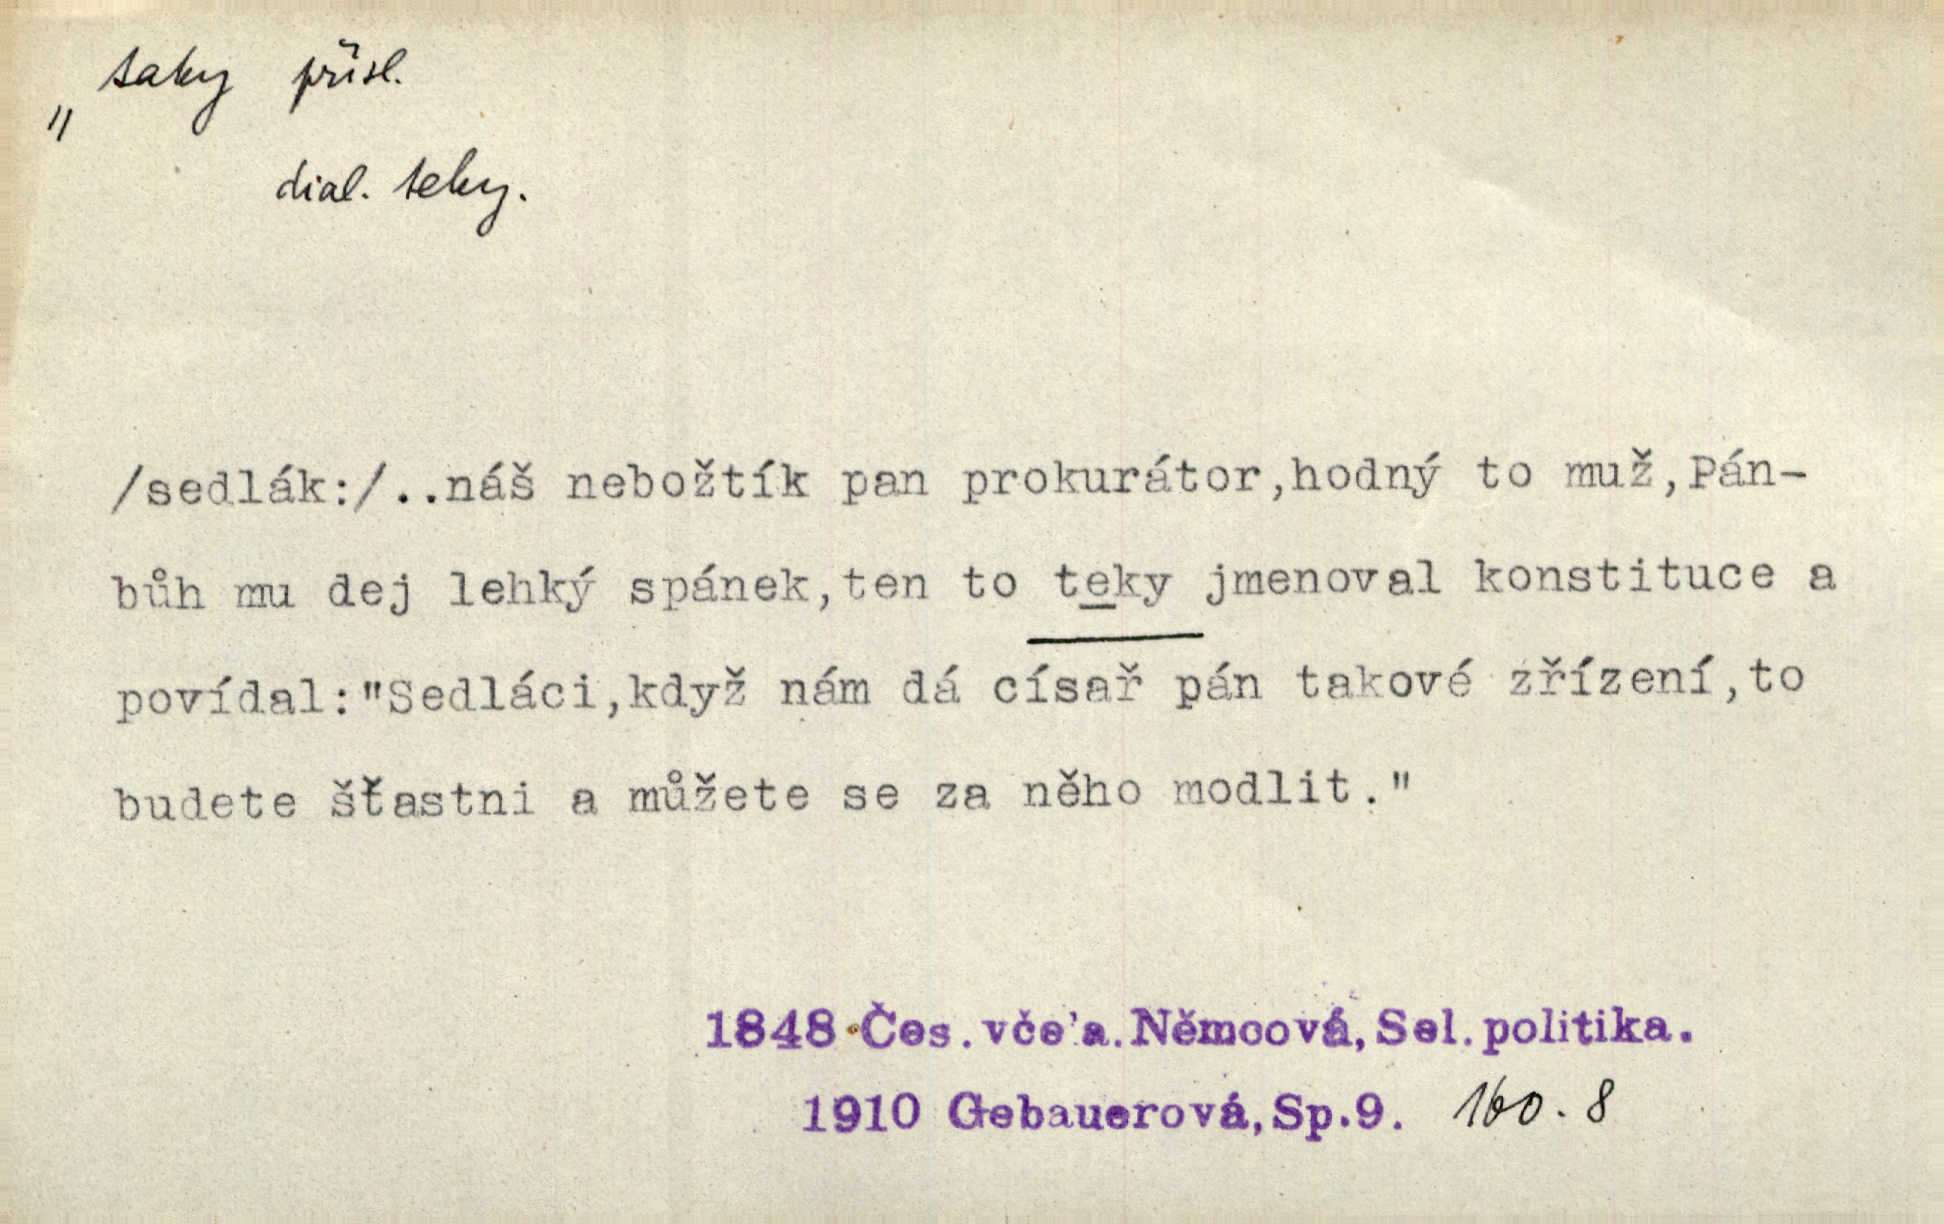 taky přísl.
"
dial. teky.
/sedlák:/..náš nebožtík pan prokurátor,hodný to muž,Pán-
bůh mu dej lehký spánek,ten to teky jmenoval konstituce a
povídal:"Sedláci,když nám dá císař pán takové zřízení,to
budete šťastni a můžete se za něho modlit."
1848 Čes. vče'a. Němcová, Sel. politika.
1910 Gebauerová, Sp.9. 160. 8